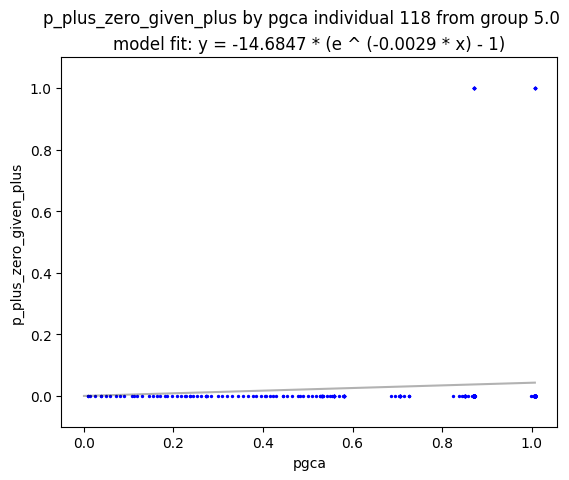 p_plus_zero_given_plus by pgca individual 118 from group 5.0
model fit: y = -14.6847 * (e ^ (-0.0029 * x) - 1)
p_plus_zero_given_plus
1.0
0.8
0.6
0.4
0.2
0.0
0.0 0.2 0.4 0.6 0.8 1.0
pgca